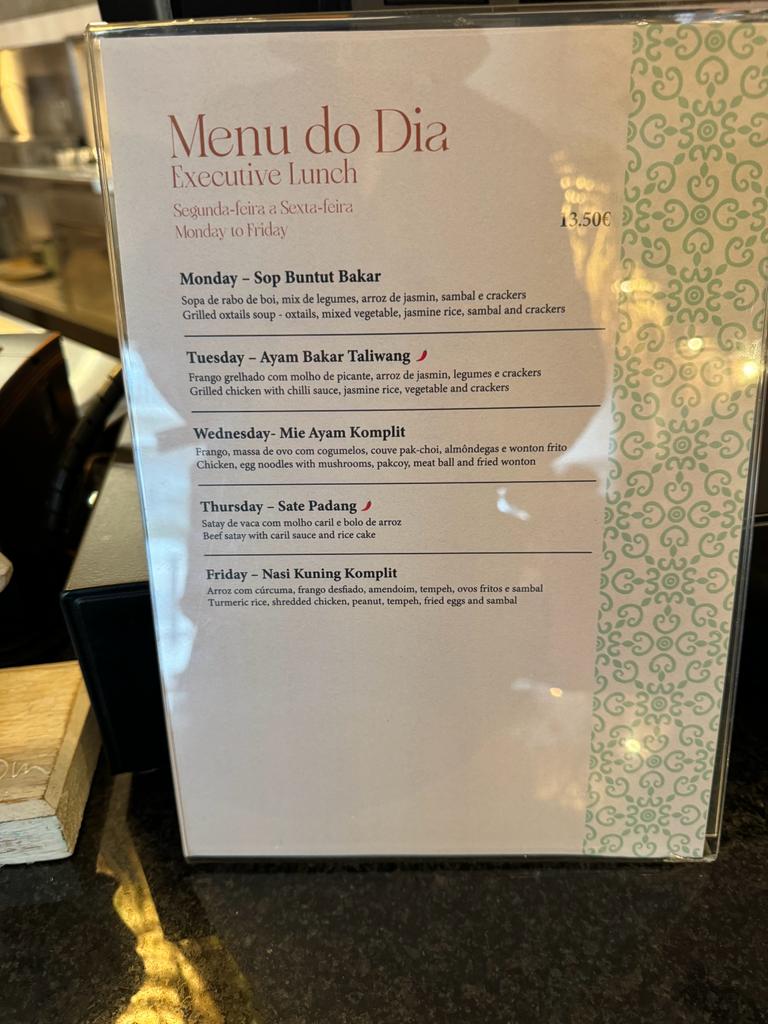 Menu do Dia
Executive Lunch
Segunda-feira a Sexta-feira
Monday to Friday
13.50€
Monday – Sop Buntut Bakar
Sopa de rabo de boi, mix de legumes, arroz de jasmin, sambal e crackers
Grilled oxtails soup - oxtails, mixed vegetable, jasmine rice, sambal and crackers
Tuesday – Ayam Bakar Taliwang
Frango grelhado com molho de picante, arroz de jasmin, legumes e crackers
Grilled chicken with chilli sauce, jasmine rice, vegetable and crackers
Wednesday- Mie Ayam Komplit
Frango, massa de ovo com cogumelos, couve pak-choi, almôndegas e wonton frito
Chicken, egg noodles with mushrooms, pakcoy, meat ball and fried wonton
Thursday – Sate Padang
Satay de vaca com molho caril e bolo de arroz
Beef satay with caril sauce and rice cake
Friday – Nasi Kuning Komplit
Arroz com cúrcuma, frango desfiado, amendoim, tempeh, ovos fritos e sambal
Turmeric rice, shredded chicken, peanut, tempeh, fried eggs and sambal